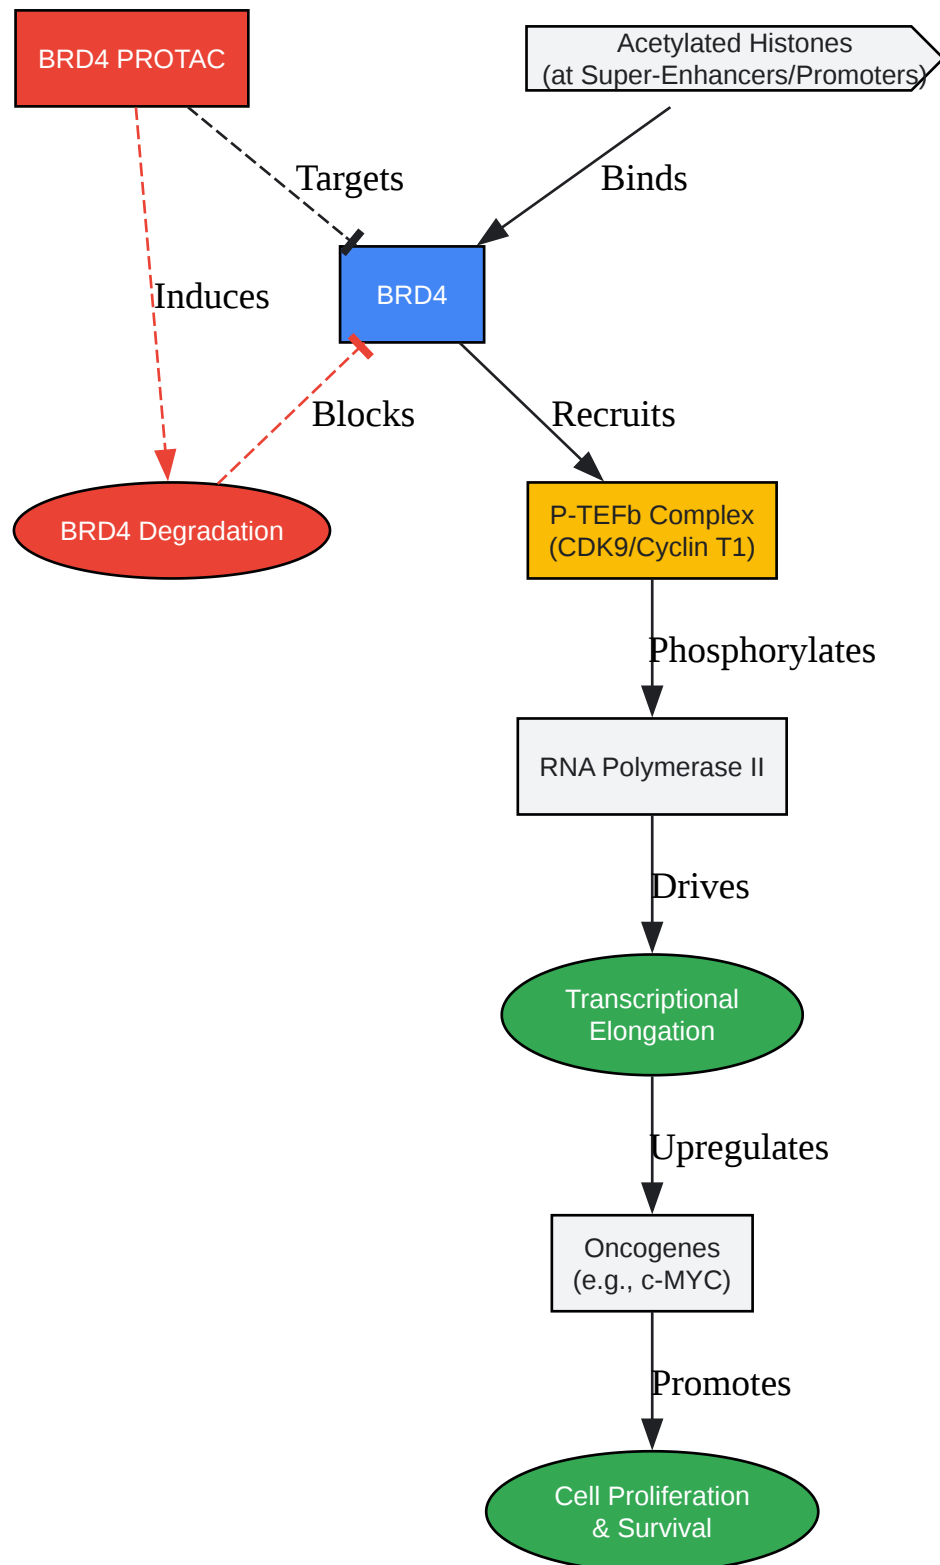 BRD4 PROTAC
Acetylated Histones
(at Super-Enhancers/Promoters)
Targets
Binds
Induces
BRD4
Blocks
Recruits
BRD4 Degradation
P-TEFb Complex
(CDK9/Cyclin T1)
Phosphorylates
RNA Polymerase II
Drives
Transcriptional
Elongation
Upregulates
Oncogenes
(e.g., c-MYC)
Promotes
Cell Proliferation
& Survival